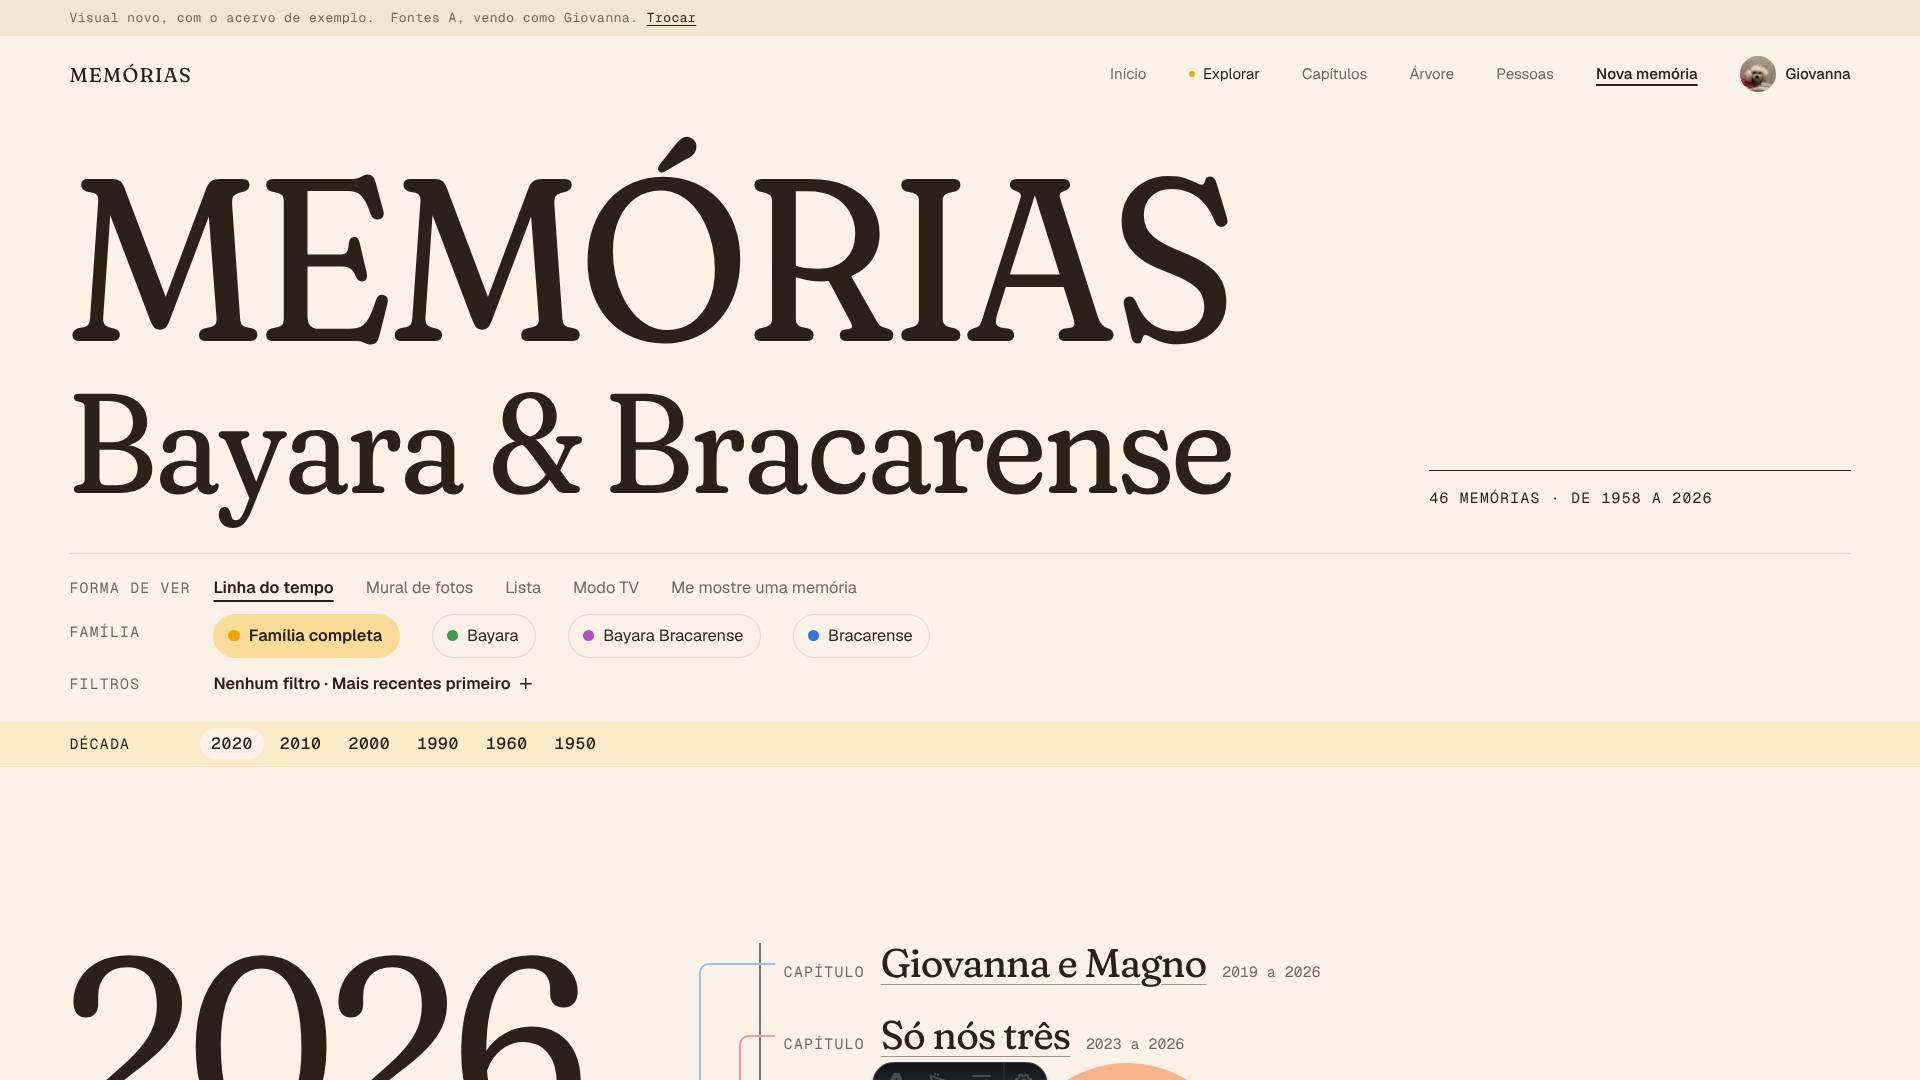 Visual novo, com o acervo de exemplo. Fontes A, vendo como Giovanna. Trocar
MEMÓRIAS
Início
Explorar
Capítulos
Árvore
Pessoas
Nova memória
Giovanna
MEMÓRIAS
Bayara & Bracarense
46 MEMÓRIAS · DE 1958 A 2026
FORMA DE VER
Linha do tempo
Mural de fotos
Lista
Modo TV
Me mostre uma memória
FAMÍLIA
Família completa
Bayara
Bayara Bracarense
Bracarense
FILTROS
Nenhum filtro · Mais recentes primeiro +
DÉCADA
2020
2010
2000
1990
1960
1950
2026
CAPÍTULO Giovanna e Magno 2019 a 2026
CAPÍTULO Só nós três 2023 a 2026